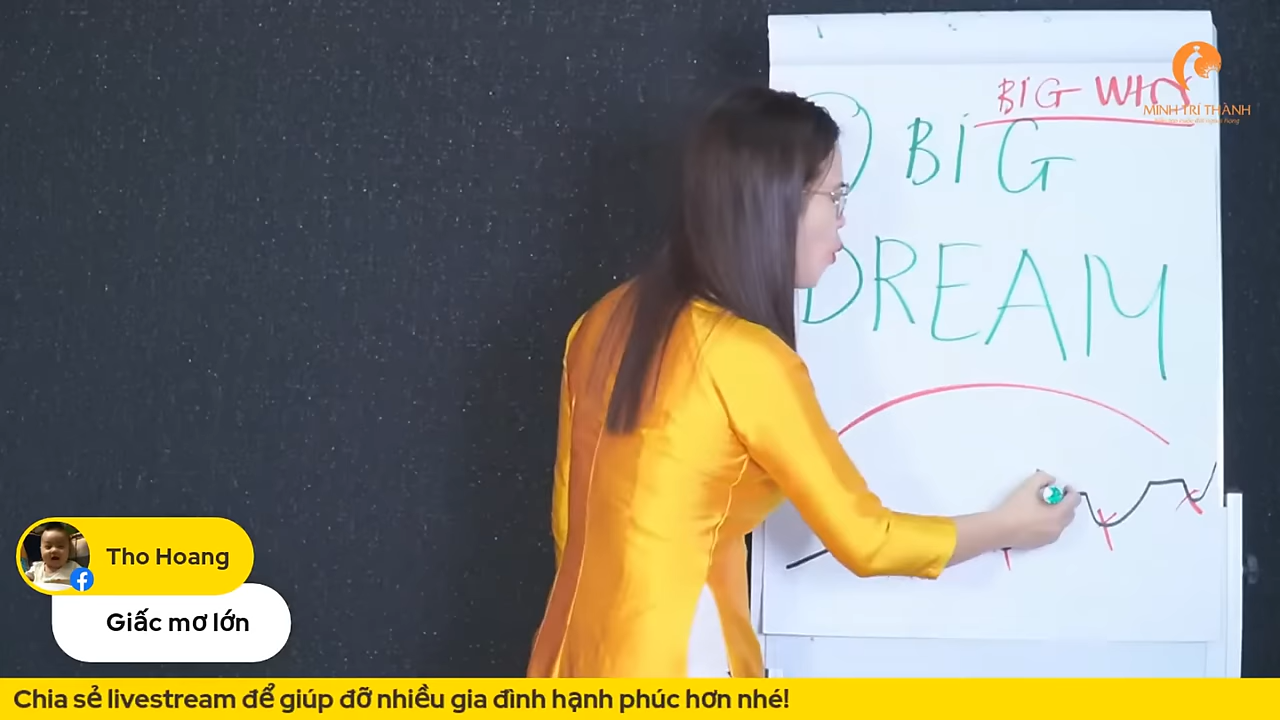 BIG WIN
MINH TRÍ THÀNH
BIG
DREAM
Tho Hoang
Giấc mơ lớn
Chia sẻ livestream để giúp đỡ nhiều gia đình hạnh phúc hơn nhé!